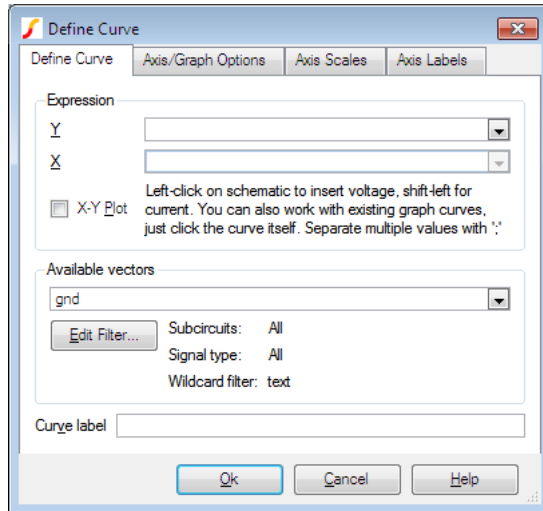 Define Curve
Define Curve Axis/Graph Options Axis Scales Axis Labels
Expression
Y
X
X-Y Plot
Left-click on schematic to insert voltage, shift-left for
current. You can also work with existing graph curves,
just click the curve itself. Separate multiple values with ';'
Available vectors
gnd
Edit Filter...
Subcircuits: All
Signal type: All
Wildcard filter: text
Curve label
Ok Cancel Help